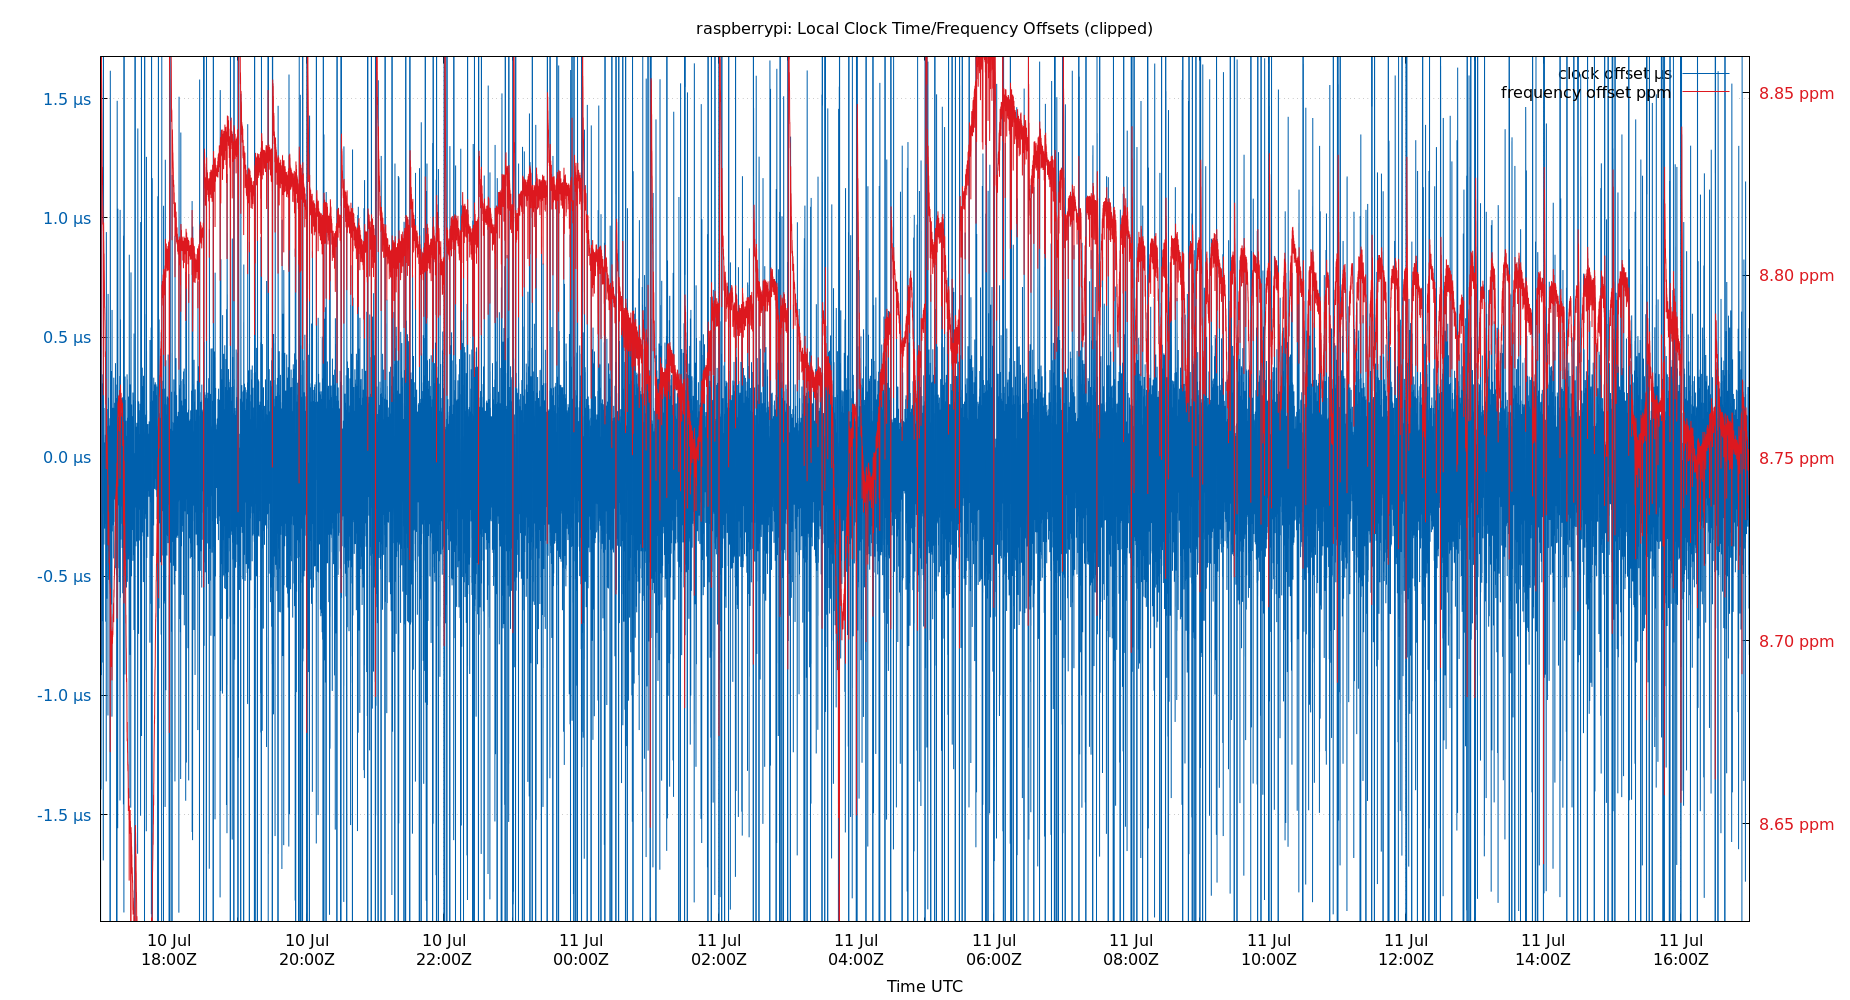 raspberrypi: Local Clock Time/Frequency Offsets (clipped)
clock offset µs
frequency offset ppm
1.5 µs
1.0 µs
0.5 µs
0.0 µs
-0.5 µs
-1.0 µs
-1.5 µs
8.85 ppm
8.80 ppm
8.75 ppm
8.70 ppm
8.65 ppm
10 Jul 10 Jul 10 Jul 11 Jul 11 Jul 11 Jul 11 Jul 11 Jul 11 Jul 11 Jul 11 Jul 11 Jul
18:00Z 20:00Z 22:00Z 00:00Z 02:00Z 04:00Z 06:00Z 08:00Z 10:00Z 12:00Z 14:00Z 16:00Z
Time UTC